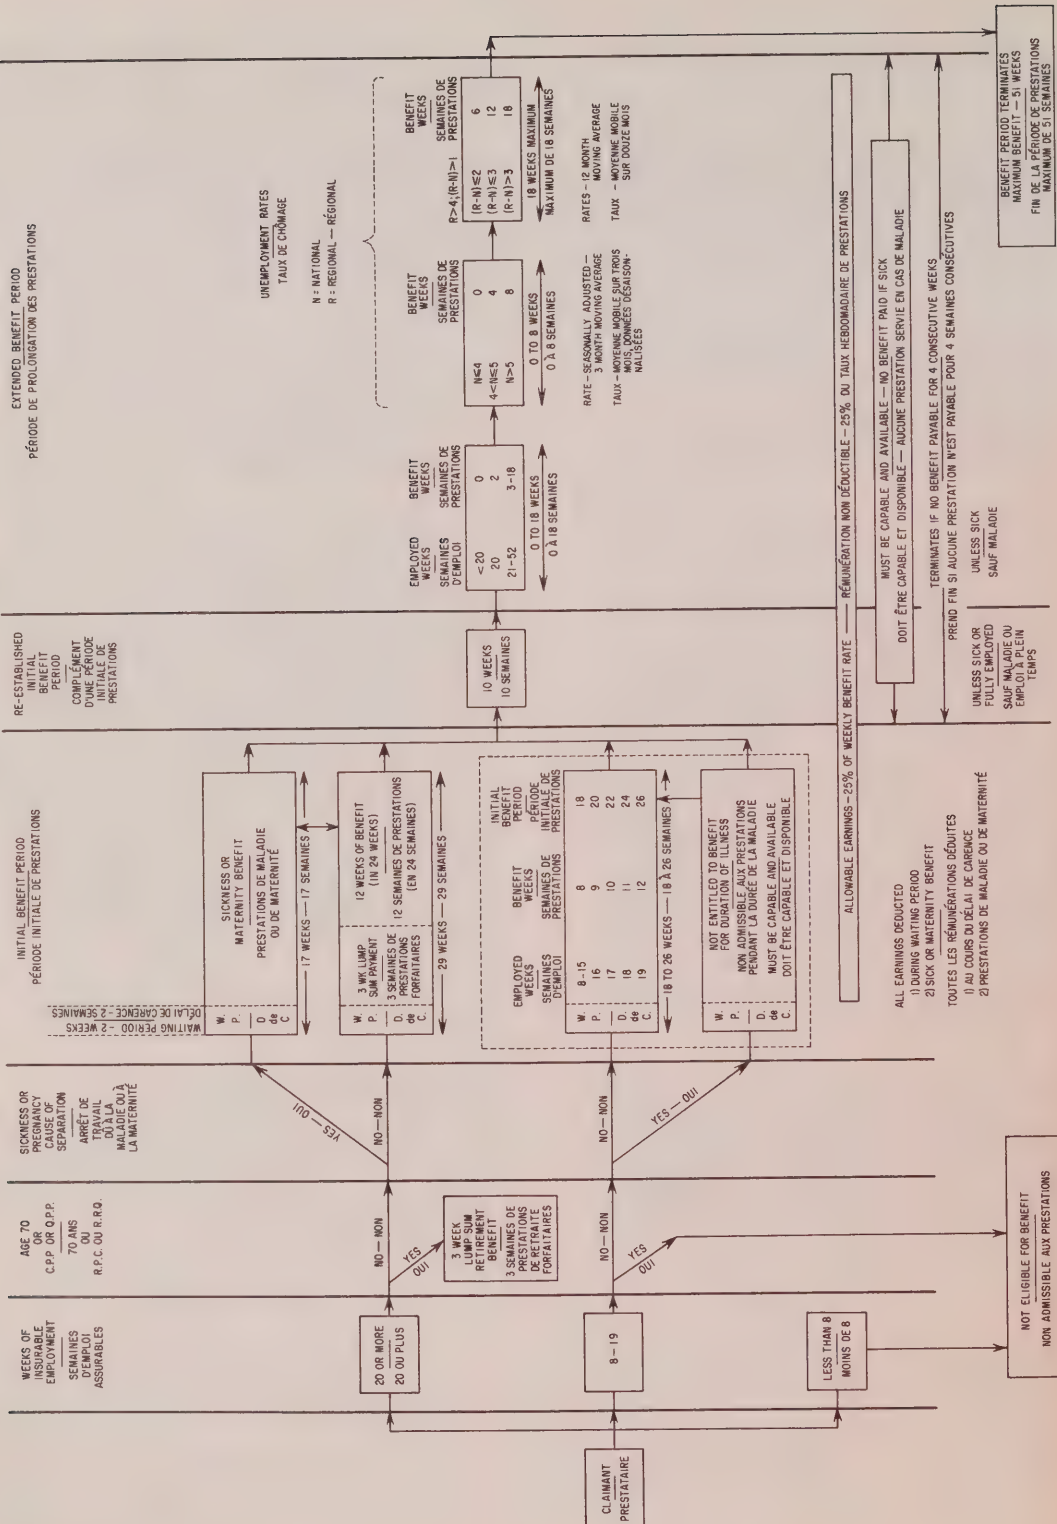 CLAIMANT
PRESTATAIRE
WEEKS OF
INSURABLE
EMPLOYMENT
SEMAINES
D'EMPLOI
ASSURABLES
20 OR MORE
20 OU PLUS
8-19
LESS THAN 8
MOINS DE 8
AGE 70
OR
C.P.P OR Q.P.P.
70 ANS
OU
R.P.C. OU R.R.Q.
NO-NON
YES
OUI
3 WEEK
LUMP SUM
RETIREMENT
BENEFIT
3 SEMAINES DE
PRESTATIONS
DE RETRAITE
FORFAITAIRES
NO-NON
YES
OUI
NOT ELIGIBLE FOR BENEFIT
NON ADMISSIBLE AUX PRESTATIONS
SICKNESS OR
PREGNANCY
CAUSE OF
SEPARATION
ARRÊT DE
TRAVAIL
DÛ À LA
MALADIE OU À
LA MATERNITÉ
YES-OUI
NO-NON
NO-NON
YES-OUI
INITIAL BENEFIT PERIOD
PÉRIODE INITIALE DE PRESTATIONS
WAITING PERIOD - 2 WEEKS
DÉLAI DE CARENCE - 2 SEMAINES
W.
P.
D.
de
C
SICKNESS OR
MATERNITY BENEFIT
PRESTATIONS DE MALADIE
OU DE MATERNITÉ
17 WEEKS — 17 SEMAINES
W.
P.
D.
de
C.
3 WK LUMP
SUM PAYMENT
3 SEMAINES DE
PRESTATIONS
FORFAITAIRES
12 WEEKS OF BENEFIT
(IN 24 WEEKS)
12 SEMAINES DE PRESTATIONS
(EN 24 SEMAINES)
29 WEEKS — 29 SEMAINES
EMPLOYED
WEEKS
SEMAINES
D'EMPLOI
BENEFIT
WEEKS
SEMAINES DE
PRESTATIONS
INITIAL
BENEFIT
PERIOD
PÉRIODE
INITIALE DE
PRESTATIONS
W. 8-15 8 18
P. 16 9 20
17 10 22
D. 18 11 24
de
C. 19 12 26
18 TO 26 WEEKS — 18 À 26 SEMAINES
W.
P.
D.
de
C.
NOT ENTITLED TO BENEFIT
FOR DURATION OF ILLNESS
NON ADMISSIBLE AUX PRESTATIONS
PENDANT LA DURÉE DE LA MALADIE
MUST BE CAPABLE AND AVAILABLE
DOIT ÊTRE CAPABLE ET DISPONIBLE
ALL EARNINGS DEDUCTED
1) DURING WAITING PERIOD
2) SICK OR MATERNITY BENEFIT
TOUTES LES RÉMUNÉRATIONS DÉDUITES
1) AU COURS DU DÉLAI DE CARENCE
2) PRESTATIONS DE MALADIE OU DE MATERNITÉ
RE-ESTABLISHED
INITIAL
BENEFIT
PERIOD
COMPLÉMENT
D'UNE PÉRIODE
INITIALE DE
PRESTATIONS
10 WEEKS
10 SEMAINES
EXTENDED BENEFIT PERIOD
PÉRIODE DE PROLONGATION DES PRESTATIONS
EMPLOYED
WEEKS
SEMAINES
D'EMPLOI
BENEFIT
WEEKS
SEMAINES DE
PRESTATIONS
<20 0
20 2
21-52 3-18
0 TO 18 WEEKS
0 À 18 SEMAINES
UNEMPLOYMENT RATES
TAUX DE CHÔMAGE
N = NATIONAL
R = REGIONAL — RÉGIONAL
BENEFIT
WEEKS
SEMAINES DE
PRESTATIONS
N≤4 0
4<N≤5 4
N>5 8
0 TO 8 WEEKS
0 À 8 SEMAINES
RATE - SEASONALLY ADJUSTED —
3 MONTH MOVING AVERAGE
TAUX - MOYENNE MOBILE SUR TROIS
MOIS, DONNÉES DÉSAISON-
NALISÉES
BENEFIT
WEEKS
SEMAINES DE
PRESTATIONS
R>4;(R-N)>1
(R-N)≤2 6
(R-N)≤3 12
(R-N)>3 18
18 WEEKS MAXIMUM
MAXIMUM DE 18 SEMAINES
RATES - 12 MONTH
MOVING AVERAGE
TAUX - MOYENNE MOBILE
SUR DOUZE MOIS
ALLOWABLE EARNINGS - 25% OF WEEKLY BENEFIT RATE — RÉMUNÉRATION NON DÉDUCTIBLE - 25% DU TAUX HEBDOMADAIRE DE PRESTATIONS
MUST BE CAPABLE AND AVAILABLE — NO BENEFIT PAID IF SICK
DOIT ÊTRE CAPABLE ET DISPONIBLE — AUCUNE PRESTATION SERVIE EN CAS DE MALADIE
TERMINATES IF NO BENEFIT PAYABLE FOR 4 CONSECUTIVE WEEKS
PREND FIN SI AUCUNE PRESTATION N'EST PAYABLE POUR 4 SEMAINES CONSÉCUTIVES
UNLESS SICK OR
FULLY EMPLOYED
SAUF MALADIE OU
EMPLOI À PLEIN
TEMPS
UNLESS SICK
SAUF MALADIE
BENEFIT PERIOD TERMINATES
MAXIMUM BENEFIT — 51 WEEKS
FIN DE LA PÉRIODE DE PRESTATIONS
MAXIMUM DE 51 SEMAINES